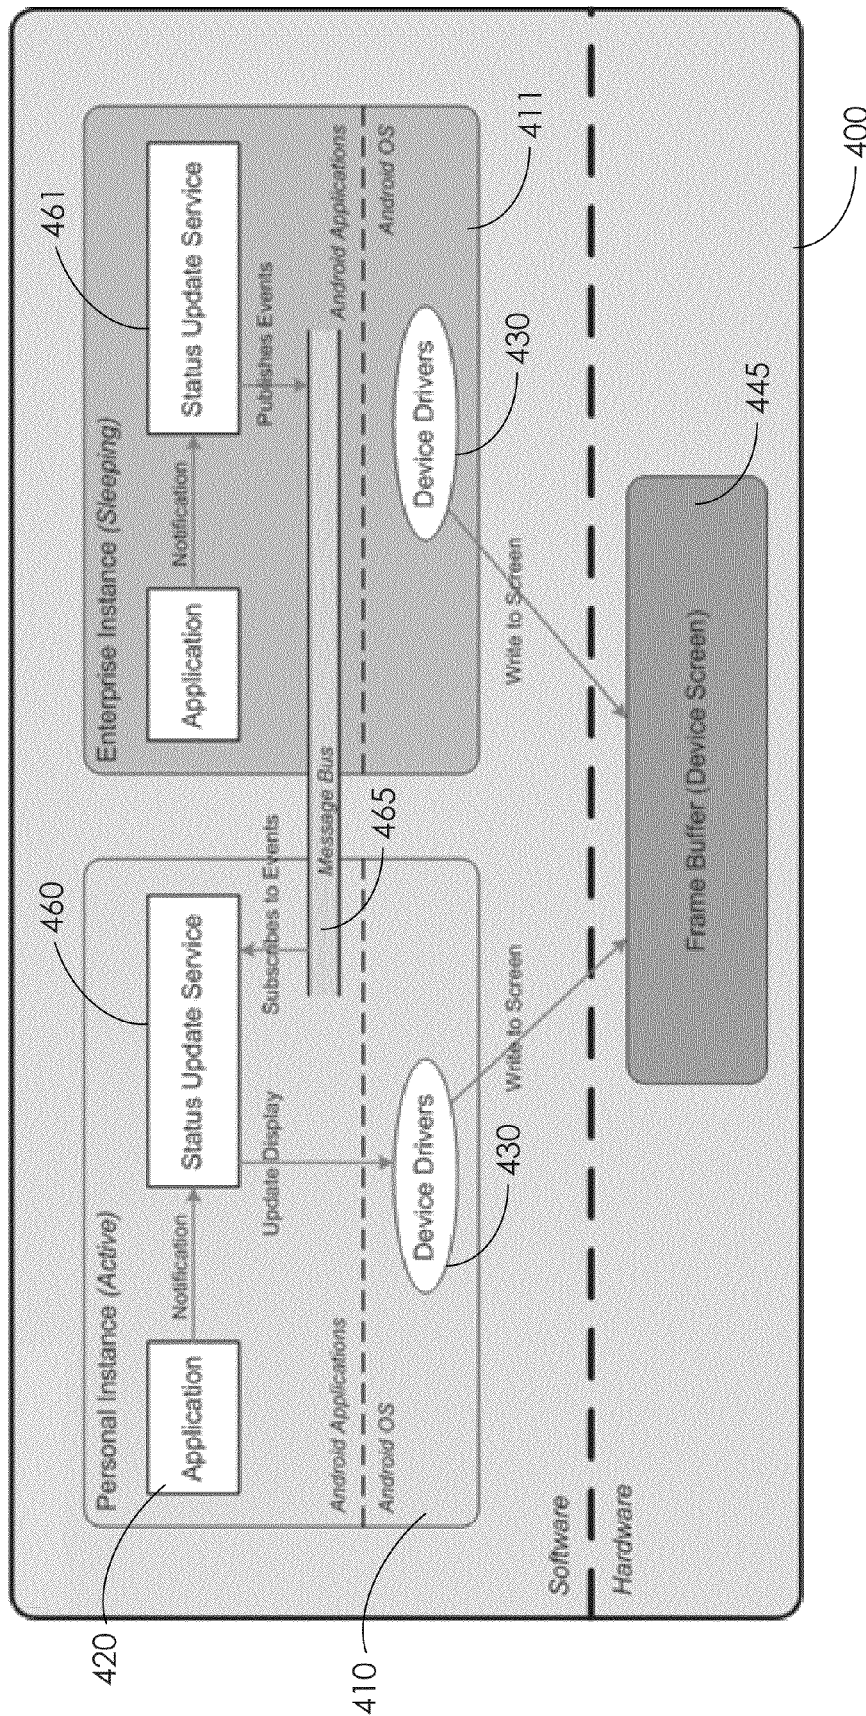 Personal Instance (Active)
460
420
Application
Notification
Status Update Service
Update Display
Subscribes to Events
Message Bus
465
Android Applications
Android OS
Device Drivers
430
410
Write to Screen
Enterprise Instance (Sleeping)
461
Application
Notification
Status Update Service
Publishes Events
Android Applications
Android OS
Device Drivers
430
411
Write to Screen
Software
Hardware
Frame Buffer (Device Screen)
445
400